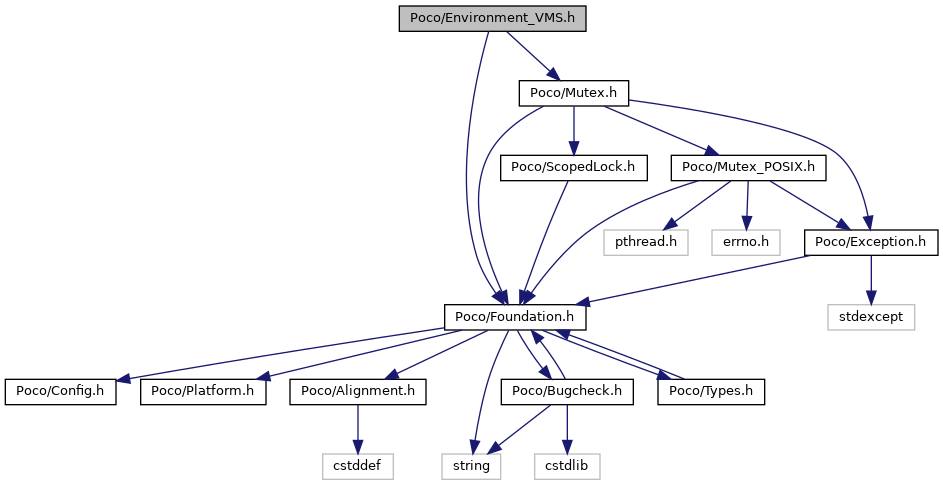 Poco/Environment_VMS.h
Poco/Mutex.h
Poco/ScopedLock.h
Poco/Mutex_POSIX.h
pthread.h
errno.h
Poco/Exception.h
Poco/Foundation.h
stdexcept
Poco/Config.h
Poco/Platform.h
Poco/Alignment.h
Poco/Bugcheck.h
Poco/Types.h
cstddef
string
cstdlib